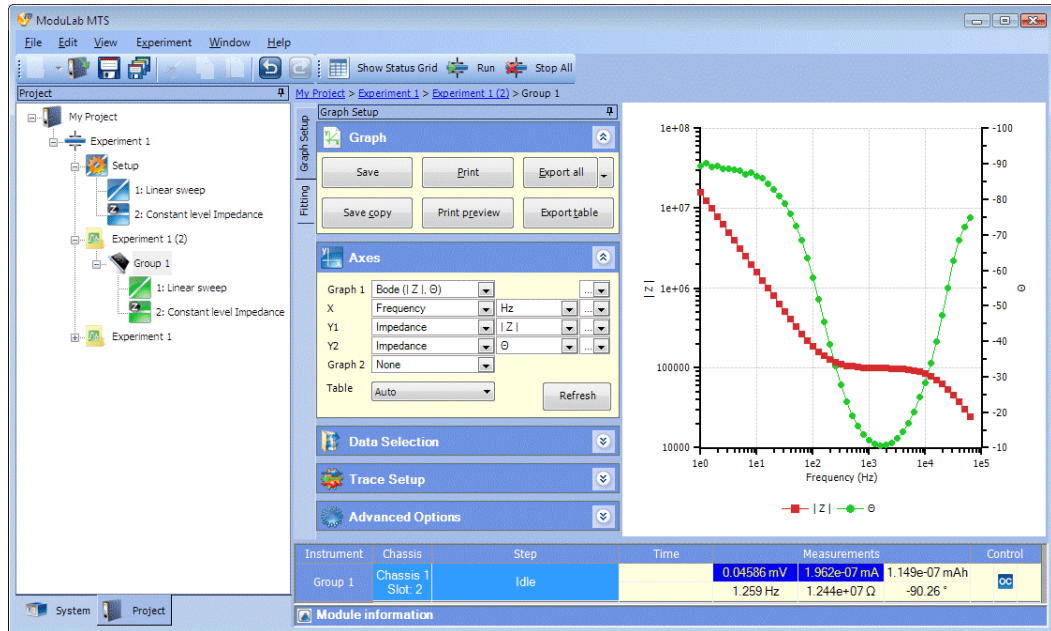 ModuLab MTS
File Edit View Experiment Window Help
Show Status Grid Run Stop All
Project
My Project > Experiment 1 > Experiment 1 (2) > Group 1
My Project
Experiment 1
Setup
1: Linear sweep
2: Constant level Impedance
Experiment 1 (2)
Group 1
1: Linear sweep
2: Constant level Impedance
Experiment 1
System Project
Graph Setup
Fitting
Graph Setup
Graph
Save Print Export all
Save copy Print preview Export table
Axes
Graph 1 Bode (| Z |, Θ) ...
X Frequency Hz ...
Y1 Impedance | Z | ...
Y2 Impedance Θ ...
Graph 2 None
Table Auto Refresh
Data Selection
Trace Setup
Advanced Options
1e+08
1e+07
1e+06
100000
10000
| Z |
-100
-90
-80
-70
-60
-50
-40
-30
-20
-10
Θ
1e0 1e1 1e2 1e3 1e4 1e5
Frequency (Hz)
| Z | Θ
Instrument Chassis Step Time Measurements Control
Group 1 Chassis 1 Slot: 2 Idle 0.04586 mV 1.962e-07 mA 1.149e-07 mAh OC
1.259 Hz 1.244e+07 Ω -90.26 °
Module information